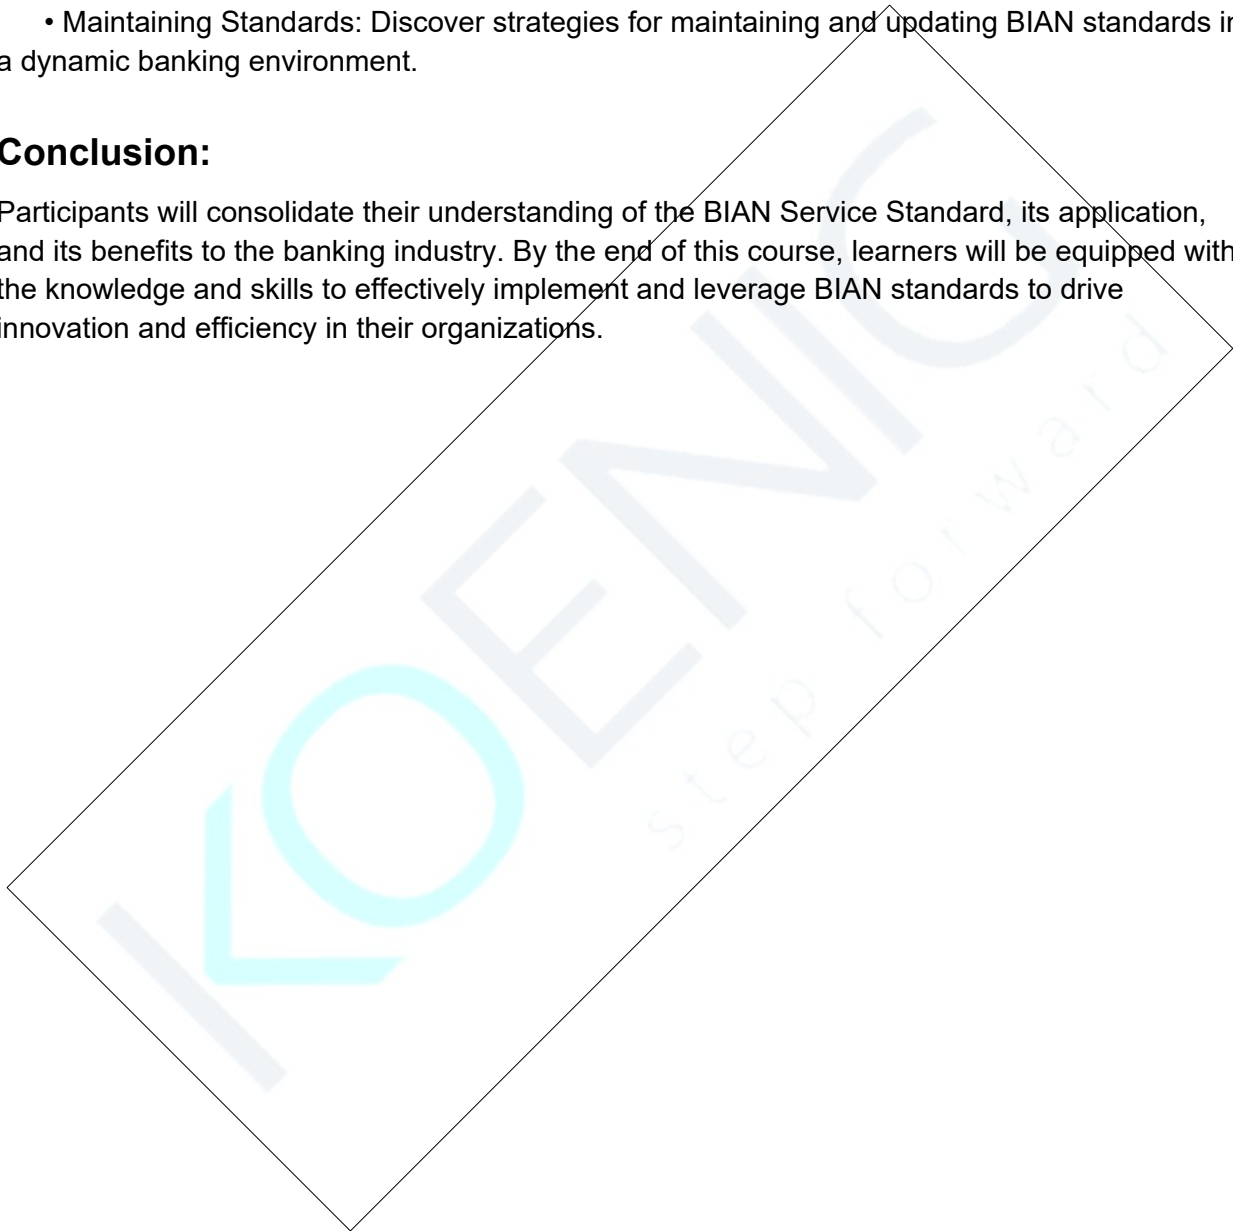 • Maintaining Standards: Discover strategies for maintaining and updating BIAN standards in
a dynamic banking environment.
Conclusion:
Participants will consolidate their understanding of the BIAN Service Standard, its application,
and its benefits to the banking industry. By the end of this course, learners will be equipped with
the knowledge and skills to effectively implement and leverage BIAN standards to drive
innovation and efficiency in their organizations.
KOENIG
step forward